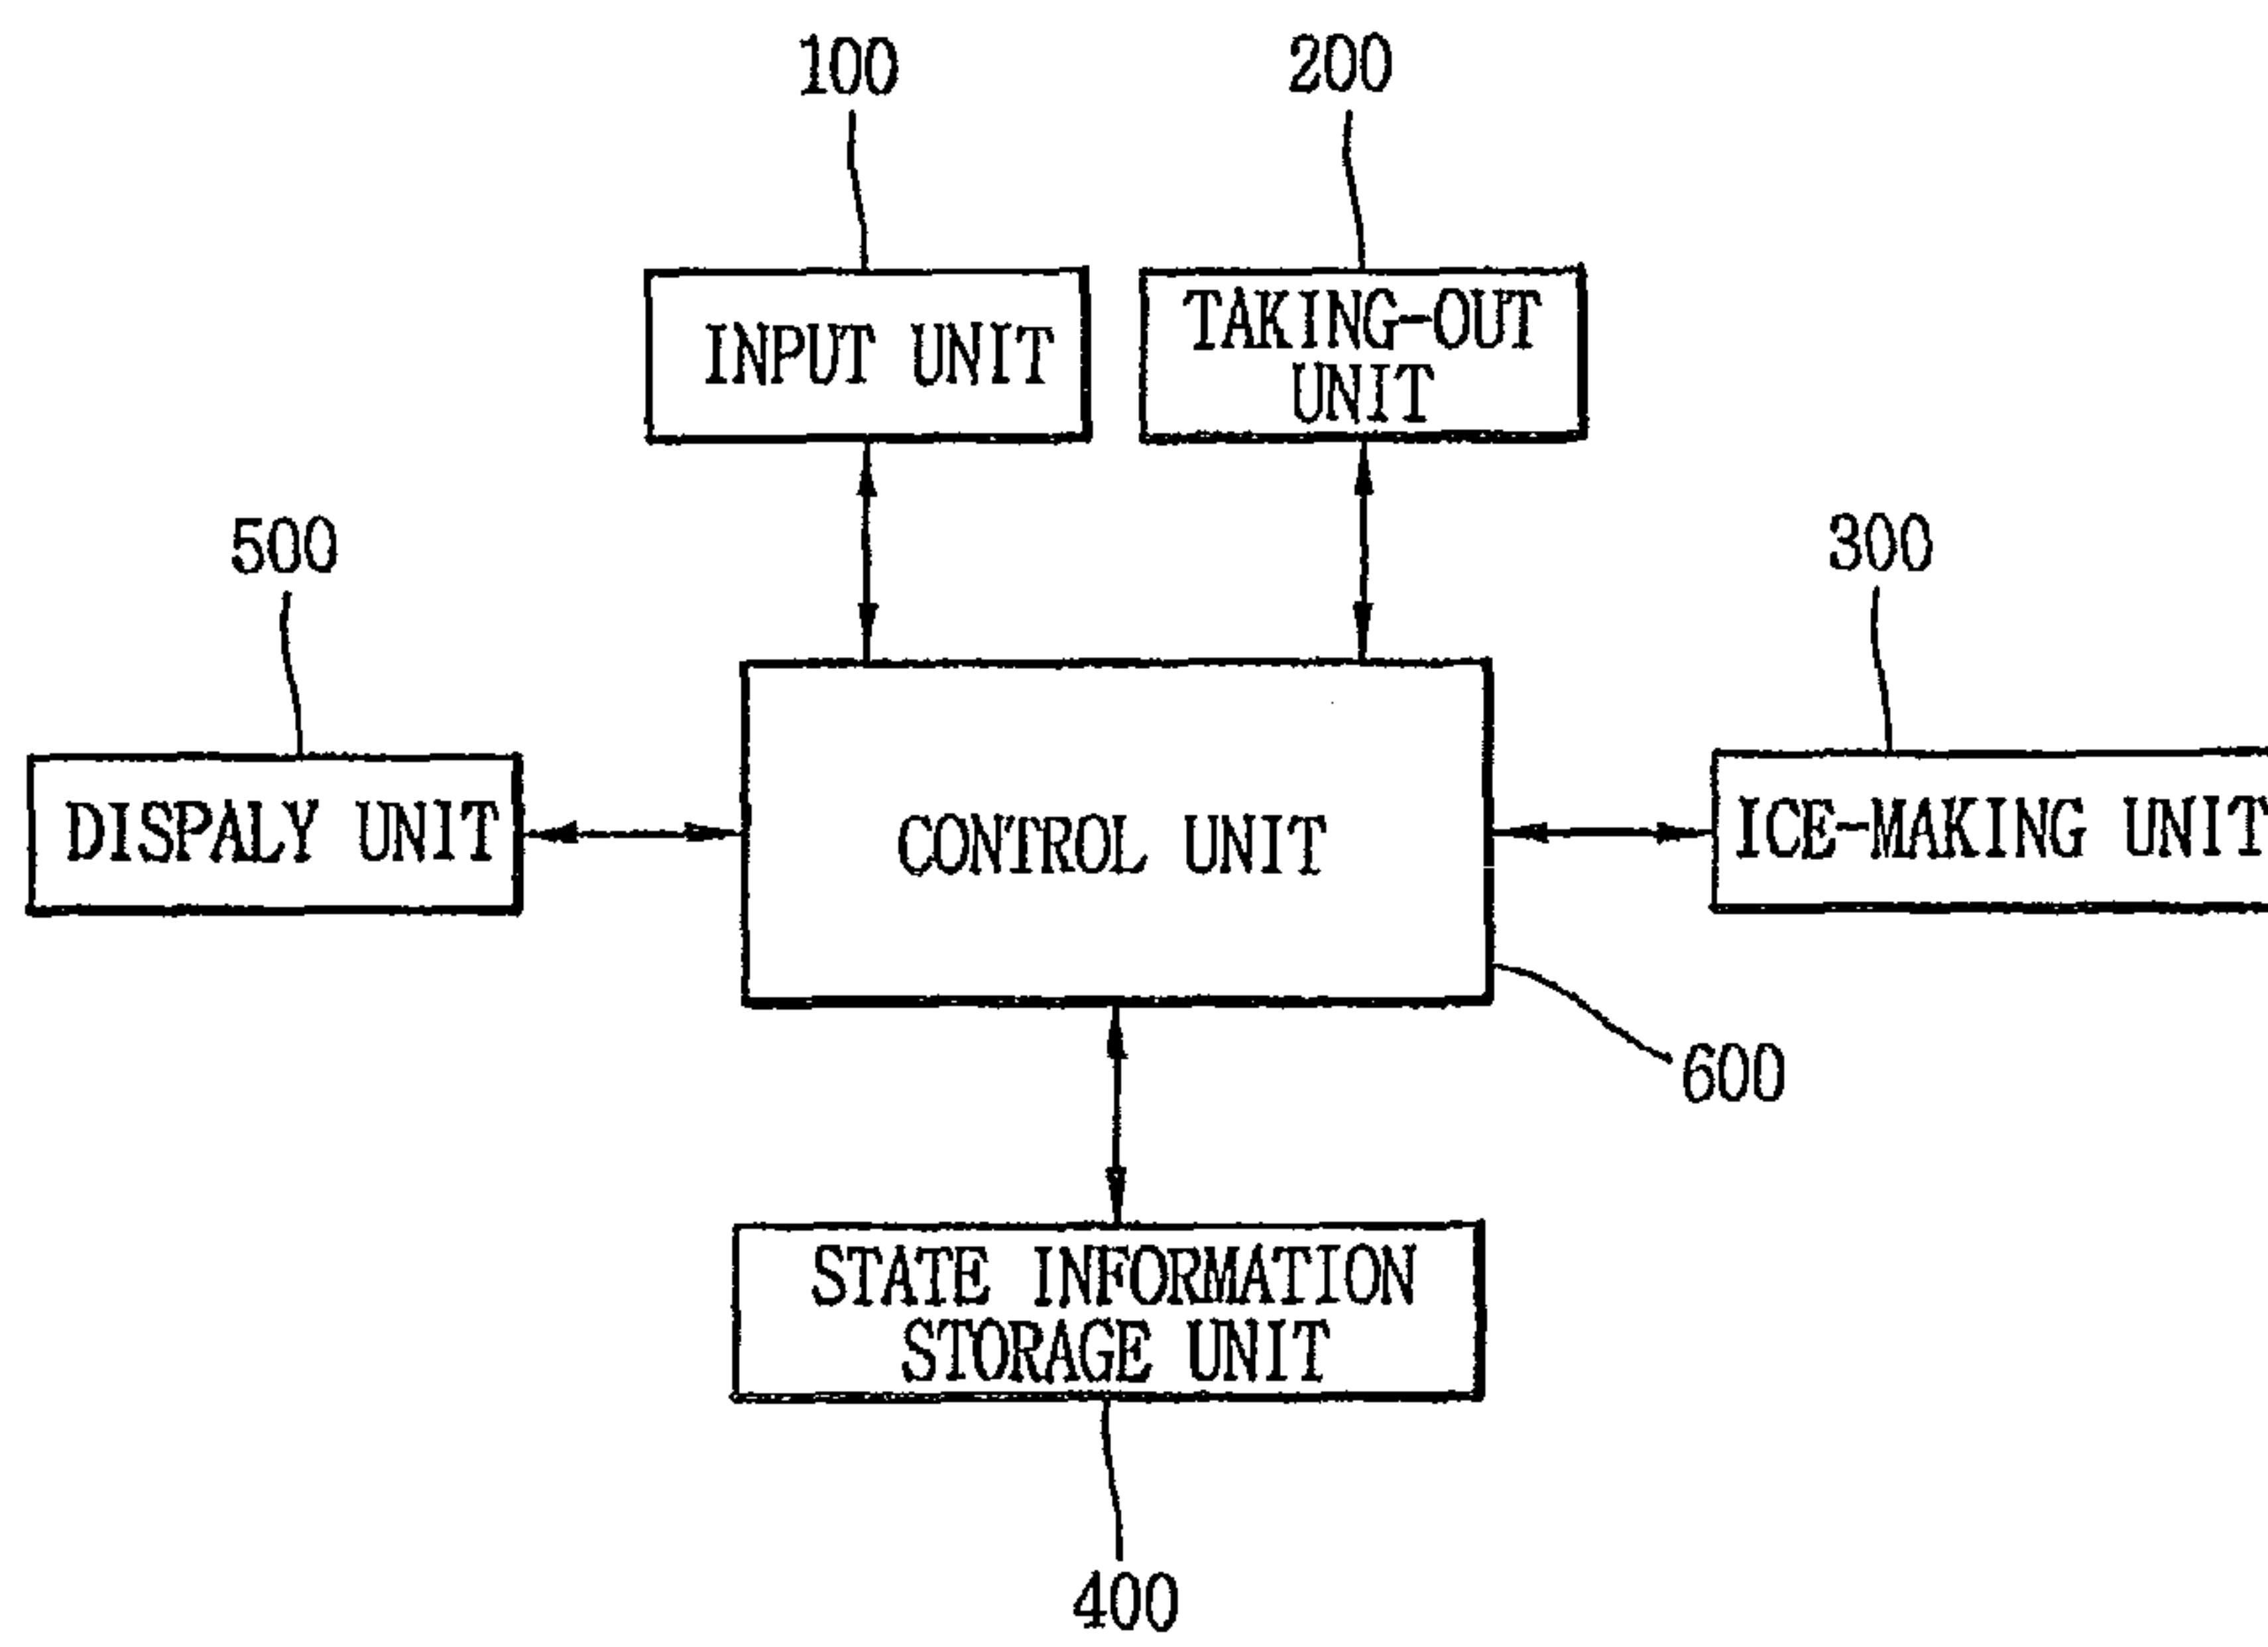 100
200
INPUT UNIT
TAKING-OUT
UNIT
500
300
DISPALY UNIT
CONTROL UNIT
ICE-MAKING UNIT
600
STATE INFORMATION
STORAGE UNIT
400